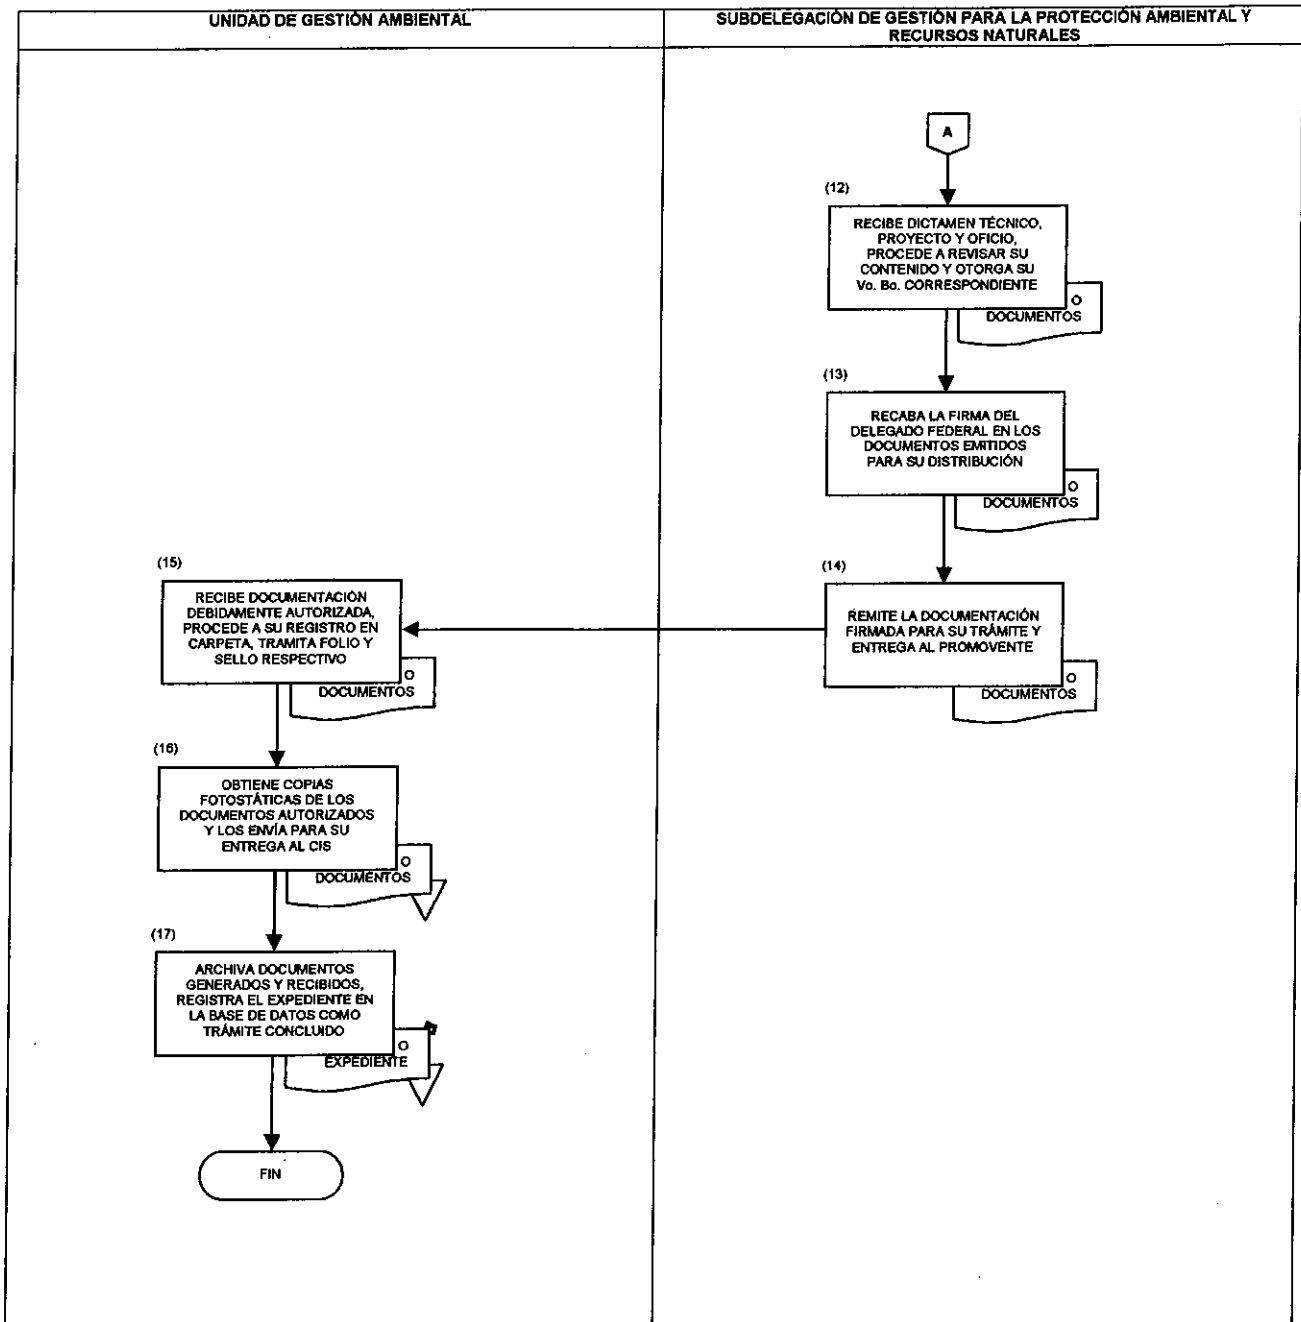 UNIDAD DE GESTIÓN AMBIENTAL
SUBDELEGACIÓN DE GESTIÓN PARA LA PROTECCIÓN AMBIENTAL Y
RECURSOS NATURALES
A
(12)
RECIBE DICTAMEN TÉCNICO,
PROYECTO Y OFICIO,
PROCEDE A REVISAR SU
CONTENIDO Y OTORGA SU
Vo. Bo. CORRESPONDIENTE
O
DOCUMENTOS
(13)
RECABA LA FIRMA DEL
DELEGADO FEDERAL EN LOS
DOCUMENTOS EMITIDOS
PARA SU DISTRIBUCIÓN
O
DOCUMENTOS
(14)
REMITE LA DOCUMENTACIÓN
FIRMADA PARA SU TRÁMITE Y
ENTREGA AL PROMOVENTE
O
DOCUMENTOS
(15)
RECIBE DOCUMENTACIÓN
DEBIDAMENTE AUTORIZADA,
PROCEDE A SU REGISTRO EN
CARPETA, TRAMITA FOLIO Y
SELLO RESPECTIVO
O
DOCUMENTOS
(16)
OBTIENE COPIAS
FOTOSTÁTICAS DE LOS
DOCUMENTOS AUTORIZADOS
Y LOS ENVÍA PARA SU
ENTREGA AL CIS
O
DOCUMENTOS
(17)
ARCHIVA DOCUMENTOS
GENERADOS Y RECIBIDOS,
REGISTRA EL EXPEDIENTE EN
LA BASE DE DATOS COMO
TRÁMITE CONCLUIDO
O
EXPEDIENTE
FIN